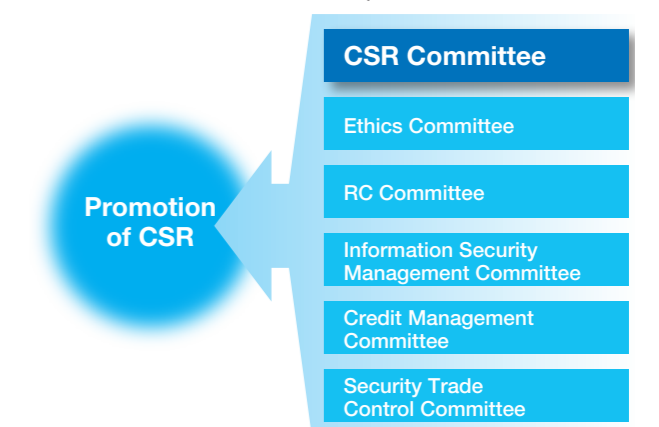 CSR Committee
Ethics Committee
RC Committee
Promotion
of CSR
Information Security
Management Committee
Credit Management
Committee
Security Trade
Control Committee